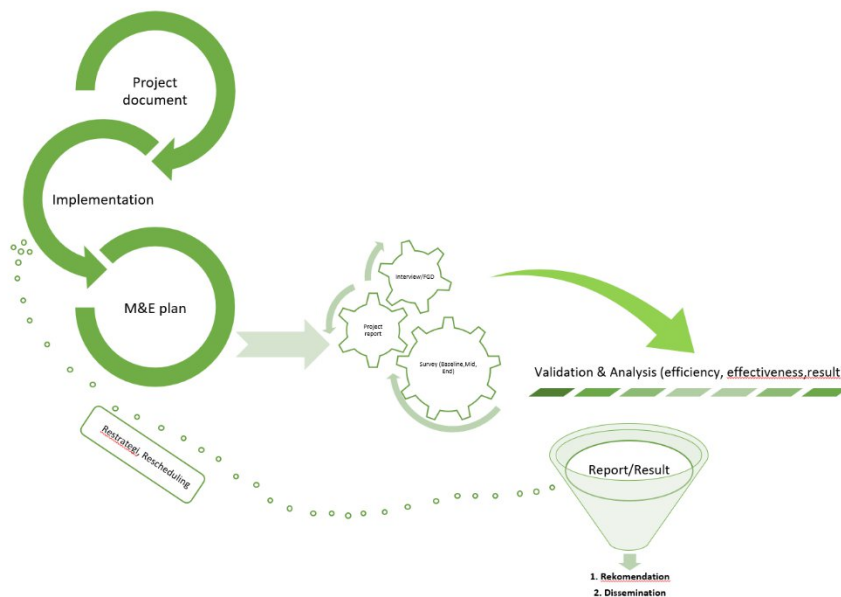 Project
document
Implementation
M&E plan
Interview/FGD
Project
report
Survey (Baseline,Mid,
End)
Validation & Analysis (efficiency, effectiveness,result
Restrategi, Rescheduling
Report/Result
1. Rekomendation
2. Dissemination